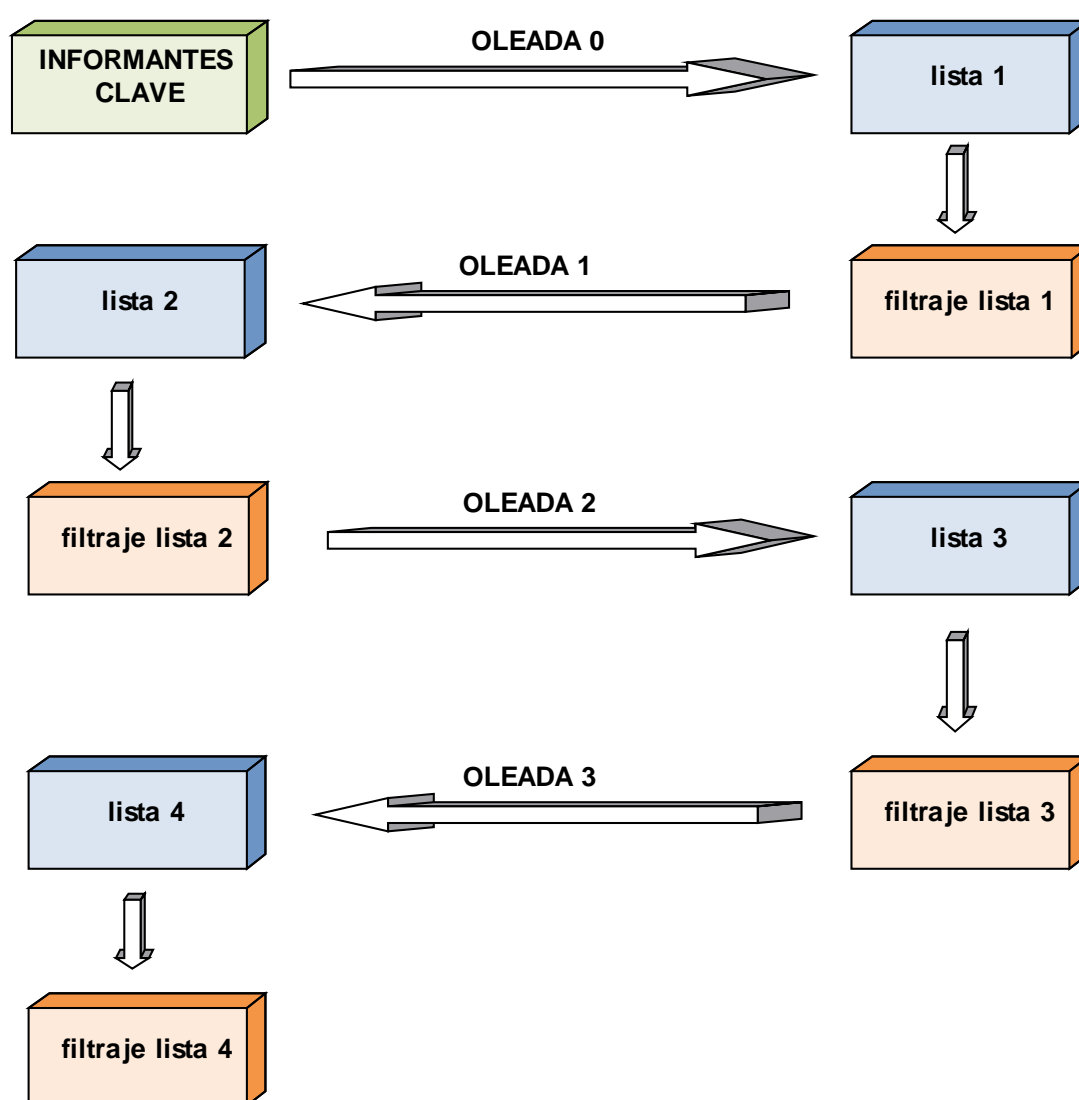 INFORMANTES
CLAVE
OLEADA 0
lista 1
lista 2
OLEADA 1
filtraje lista 1
filtraje lista 2
OLEADA 2
lista 3
lista 4
OLEADA 3
filtraje lista 3
filtraje lista 4